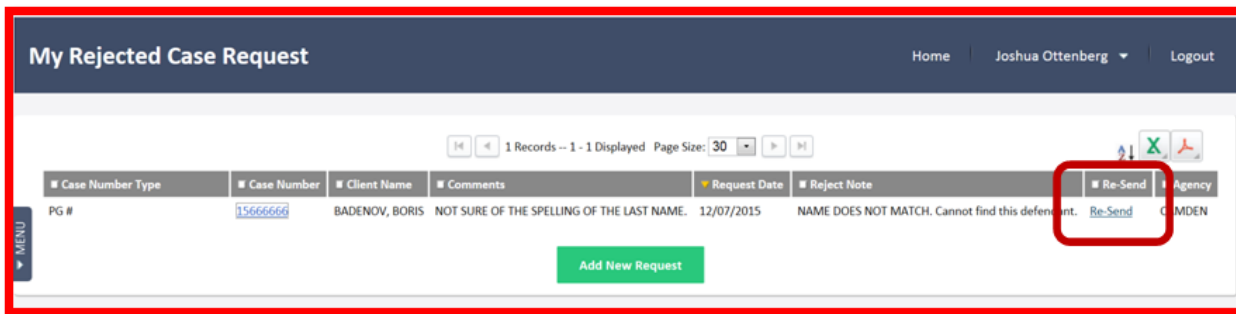 My Rejected Case Request Home Joshua Ottenberg Logout
1 Records -- 1 - 1 Displayed Page Size: 30
Case Number Type Case Number Client Name Comments Request Date Reject Note Re-Send Agency
PG # 15666666 BADENOV, BORIS NOT SURE OF THE SPELLING OF THE LAST NAME. 12/07/2015 NAME DOES NOT MATCH. Cannot find this defendant. Re-Send CAMDEN
MENU
Add New Request